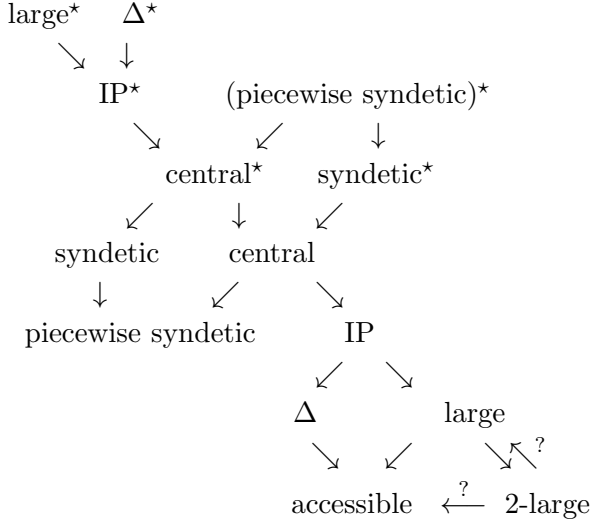 large* Δ*
IP* (piecewise syndetic)*
central* syndetic*
syndetic central
piecewise syndetic IP
Δ large
?
accessible ? 2-large